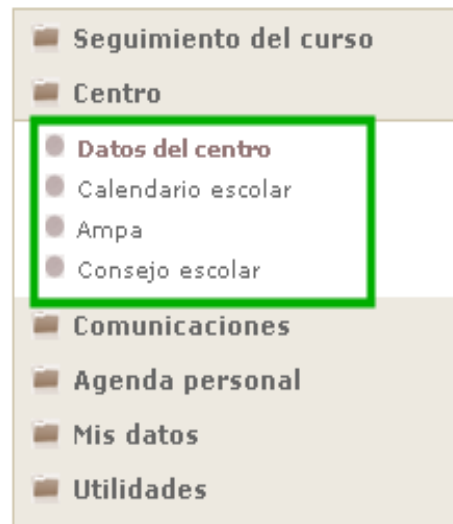 Seguimiento del curso
Centro
Datos del centro
Calendario escolar
Ampa
Consejo escolar
Comunicaciones
Agenda personal
Mis datos
Utilidades